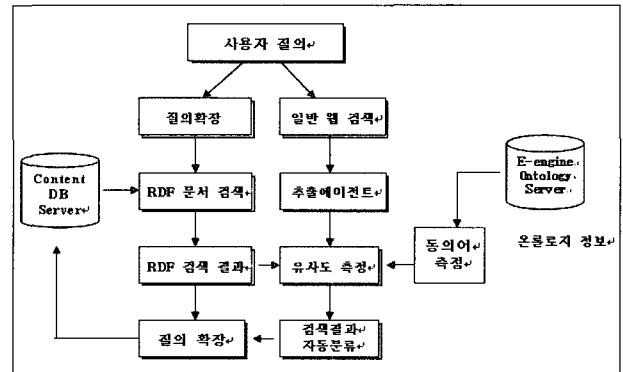 사용자 질의
질의확장
일반 웹 검색
Content
DB
Server
RDF 문서 검색
추출에이전트
E-engine
Ontology
Server
RDF 검색 결과
유사도 측정
동의어
측정
온톨로지 정보
질의 확장
검색결과
자동분류